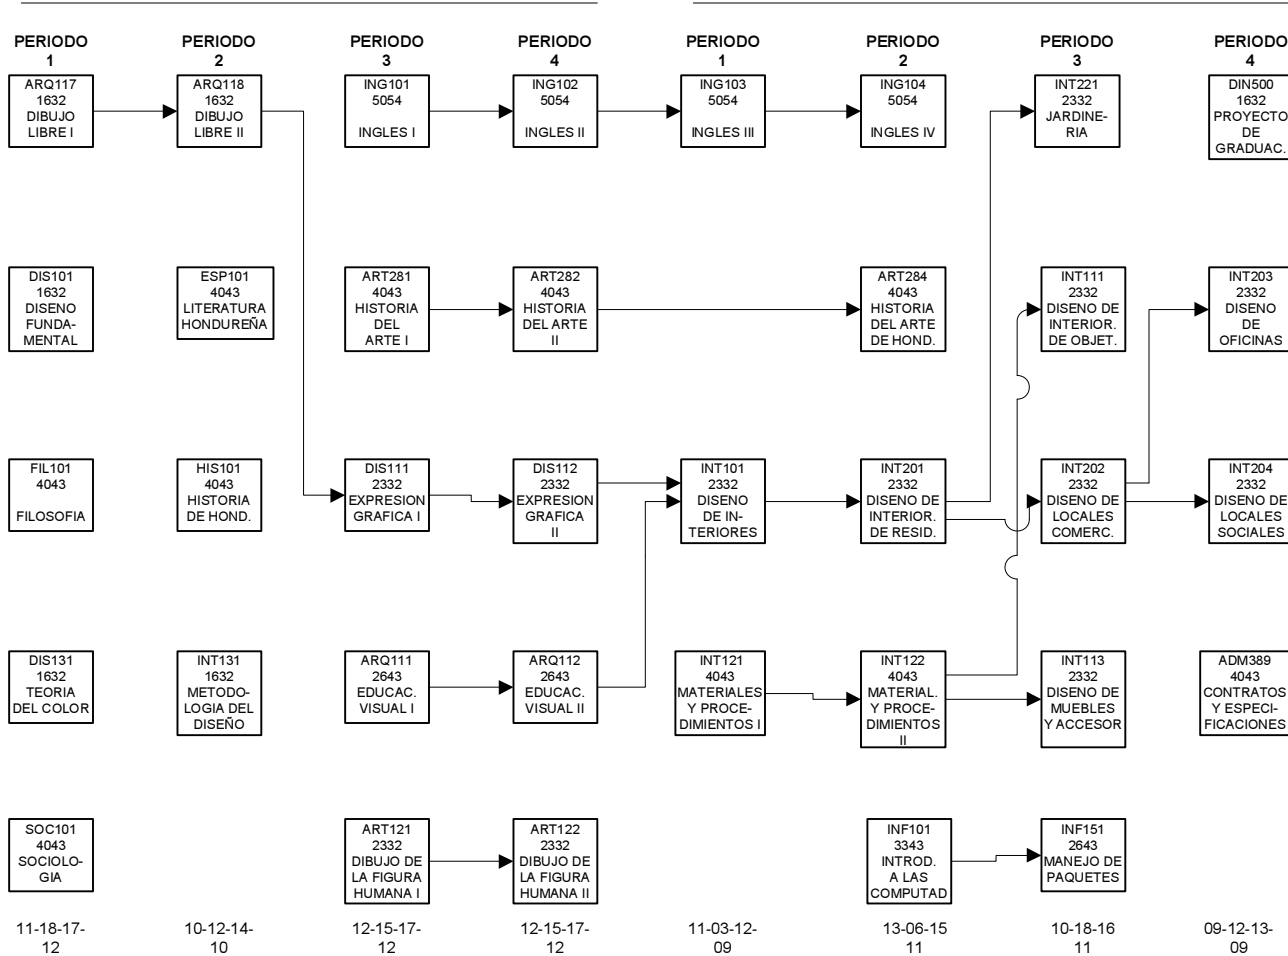 PERIODO
1
PERIODO
2
PERIODO
3
PERIODO
4
PERIODO
1
PERIODO
2
PERIODO
3
PERIODO
4
ARQ117
1632
DIBUJO
LIBRE I
ARQ118
1632
DIBUJO
LIBRE II
ING101
5054
INGLES I
ING102
5054
INGLES II
ING103
5054
INGLES III
ING104
5054
INGLES IV
INT221
2332
JARDINE-
RIA
DIN500
1632
PROYECTO
DE
GRADUAC.
DIS101
1632
DISENO
FUNDA-
MENTAL
ESP101
4043
LITERATURA
HONDUREÑA
ART281
4043
HISTORIA
DEL
ARTE I
ART282
4043
HISTORIA
DEL ARTE
II
ART284
4043
HISTORIA
DEL ARTE
DE HOND.
INT111
2332
DISENO DE
INTERIOR.
DE OBJET.
INT203
2332
DISENO
DE
OFICINAS
FIL101
4043
FILOSOFIA
HIS101
4043
HISTORIA
DE HOND.
DIS111
2332
EXPRESION
GRAFICA I
DIS112
2332
EXPRESION
GRAFICA
II
INT101
2332
DISENO
DE IN-
TERIORES
INT201
2332
DISENO DE
INTERIOR.
DE RESID.
INT202
2332
DISENO DE
LOCALES
COMERC.
INT204
2332
DISENO DE
LOCALES
SOCIALES
DIS131
1632
TEORIA
DEL COLOR
INT131
1632
METODO-
LOGIA DEL
DISEÑO
ARQ111
2643
EDUCAC.
VISUAL I
ARQ112
2643
EDUCAC.
VISUAL II
INT121
4043
MATERIALES
Y PROCE-
DIMIENTOS I
INT122
4043
MATERIAL.
Y PROCE-
DIMIENTOS
II
INT113
2332
DISENO DE
MUEBLES
Y ACCESOR
ADM389
4043
CONTRATOS
Y ESPECI-
FICACIONES
SOC101
4043
SOCIOLO-
GIA
ART121
2332
DIBUJO DE
LA FIGURA
HUMANA I
ART122
2332
DIBUJO DE
LA FIGURA
HUMANA II
INF101
3343
INTROD.
A LAS
COMPUTAD
INF151
2643
MANEJO DE
PAQUETES
11-18-17-
12
10-12-14-
10
12-15-17-
12
12-15-17-
12
11-03-12-
09
13-06-15
11
10-18-16
11
09-12-13-
09